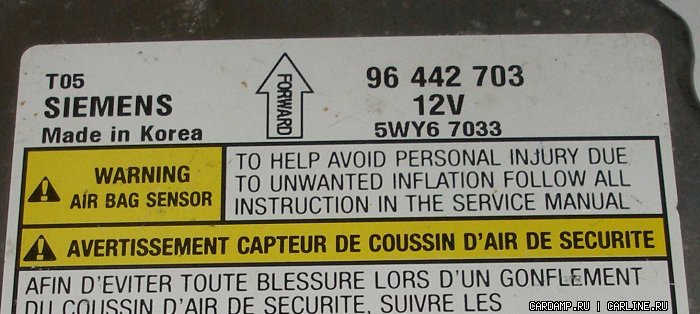 T05
SIEMENS
Made in Korea
FORWARD
96 442 703
12V
5WY6 7033
WARNING
AIR BAG SENSOR
TO HELP AVOID PERSONAL INJURY DUE
TO UNWANTED INFLATION FOLLOW ALL
INSTRUCTION IN THE SERVICE MANUAL
AVERTISSEMENT CAPTEUR DE COUSSIN D'AIR DE SECURITE
AFIN D'EVITER TOUTE BLESSURE LORS D'UN GONFLEMENT
DU COUSSIN D'AIR DE SECURITE, SUIVRE LES
CARDAMP.RU | CARLINE.RU